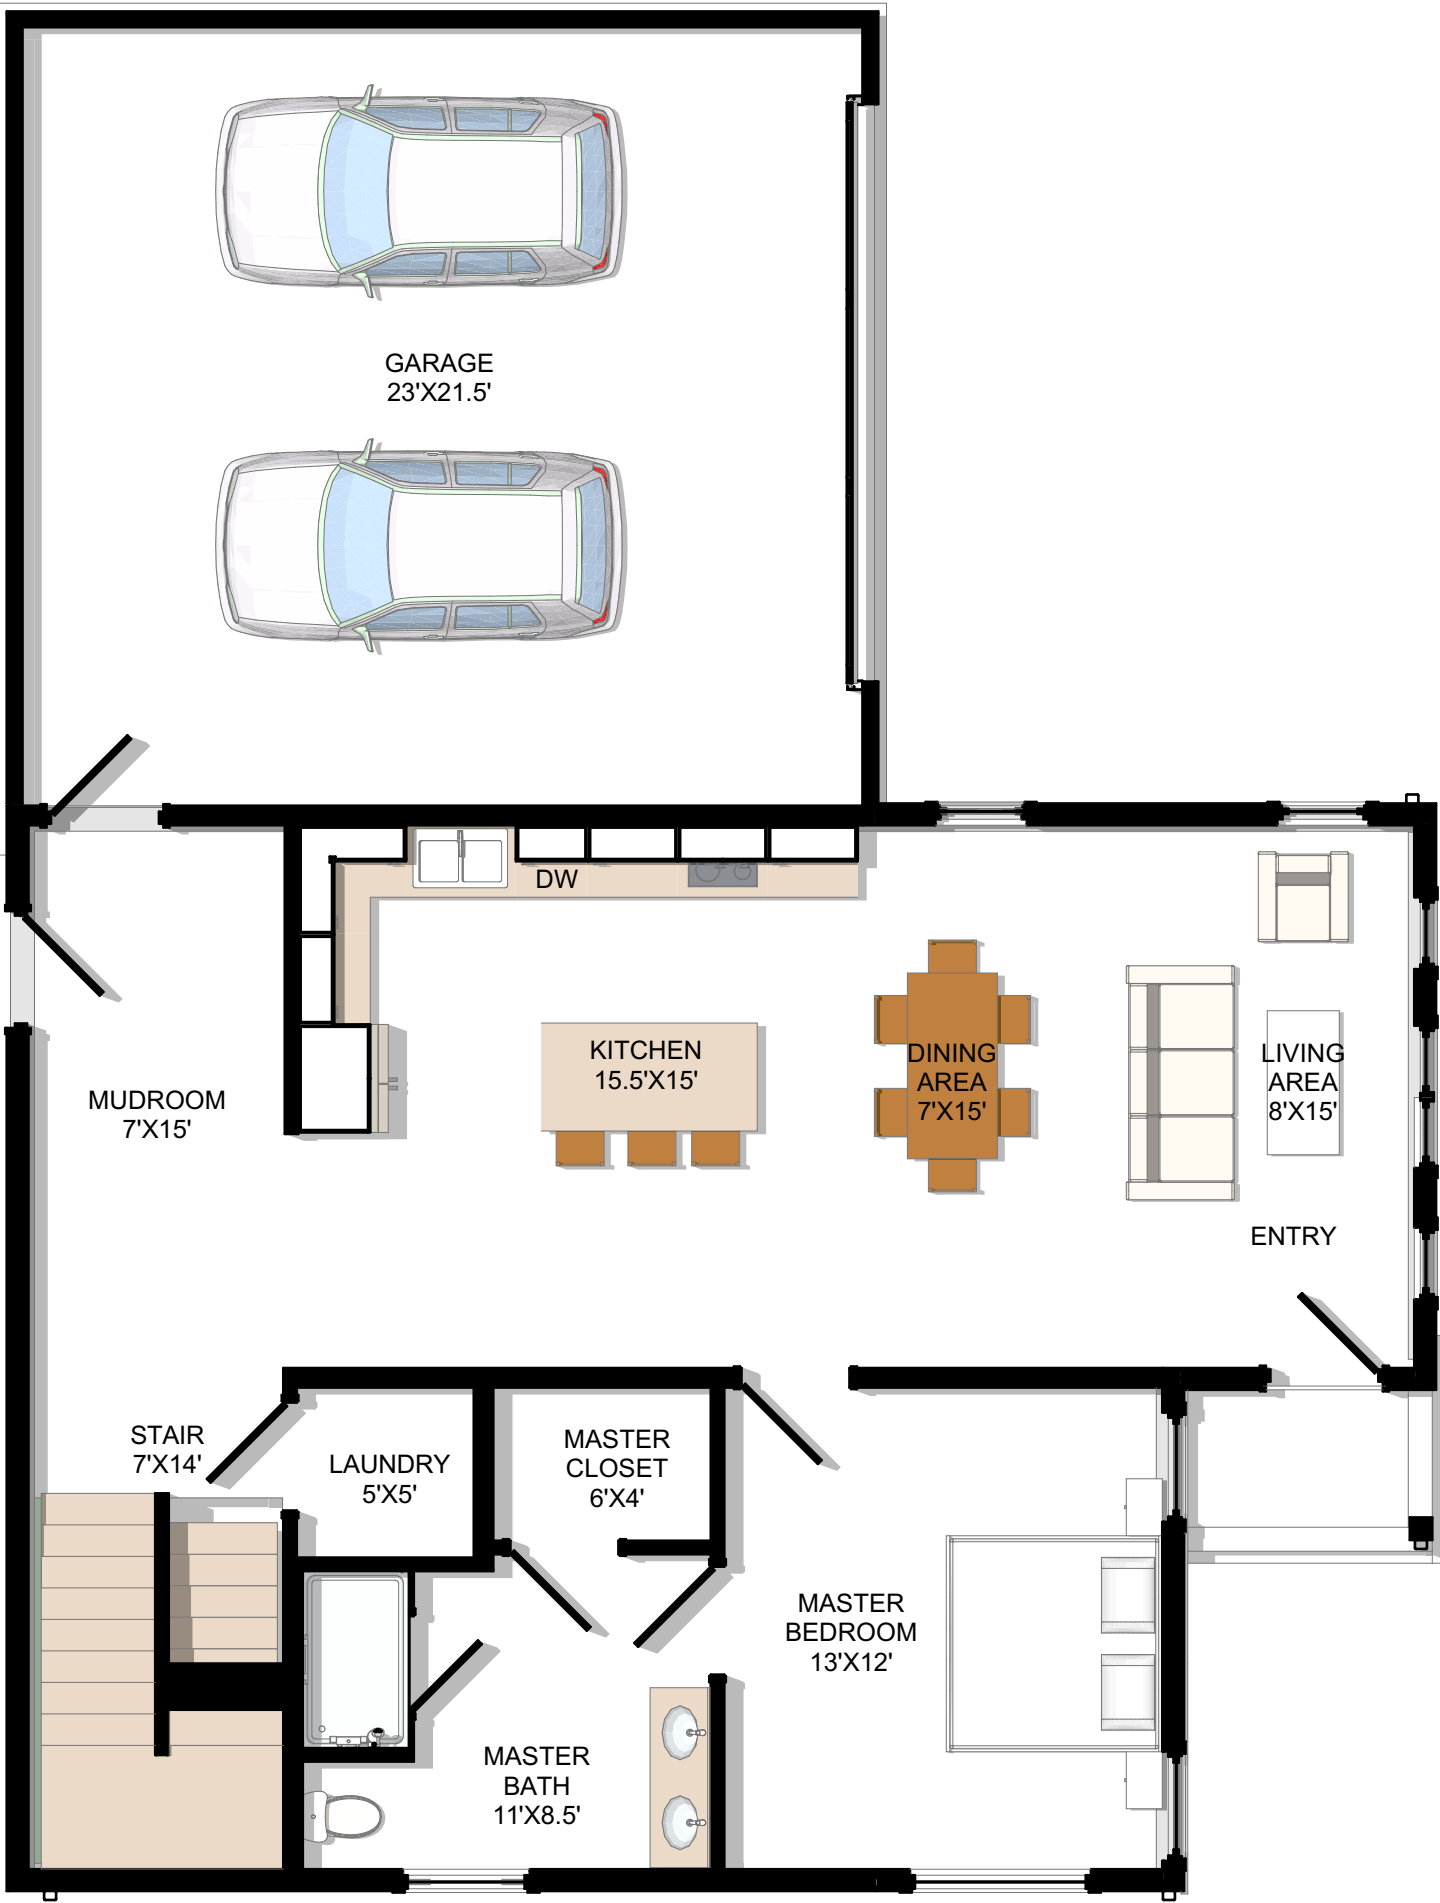 GARAGE
23'X21.5'
DW
KITCHEN
15.5'X15'
DINING
AREA
7'X15'
LIVING
AREA
8'X15'
MUDROOM
7'X15'
ENTRY
STAIR
7'X14'
LAUNDRY
5'X5'
MASTER
CLOSET
6'X4'
MASTER
BEDROOM
13'X12'
MASTER
BATH
11'X8.5'